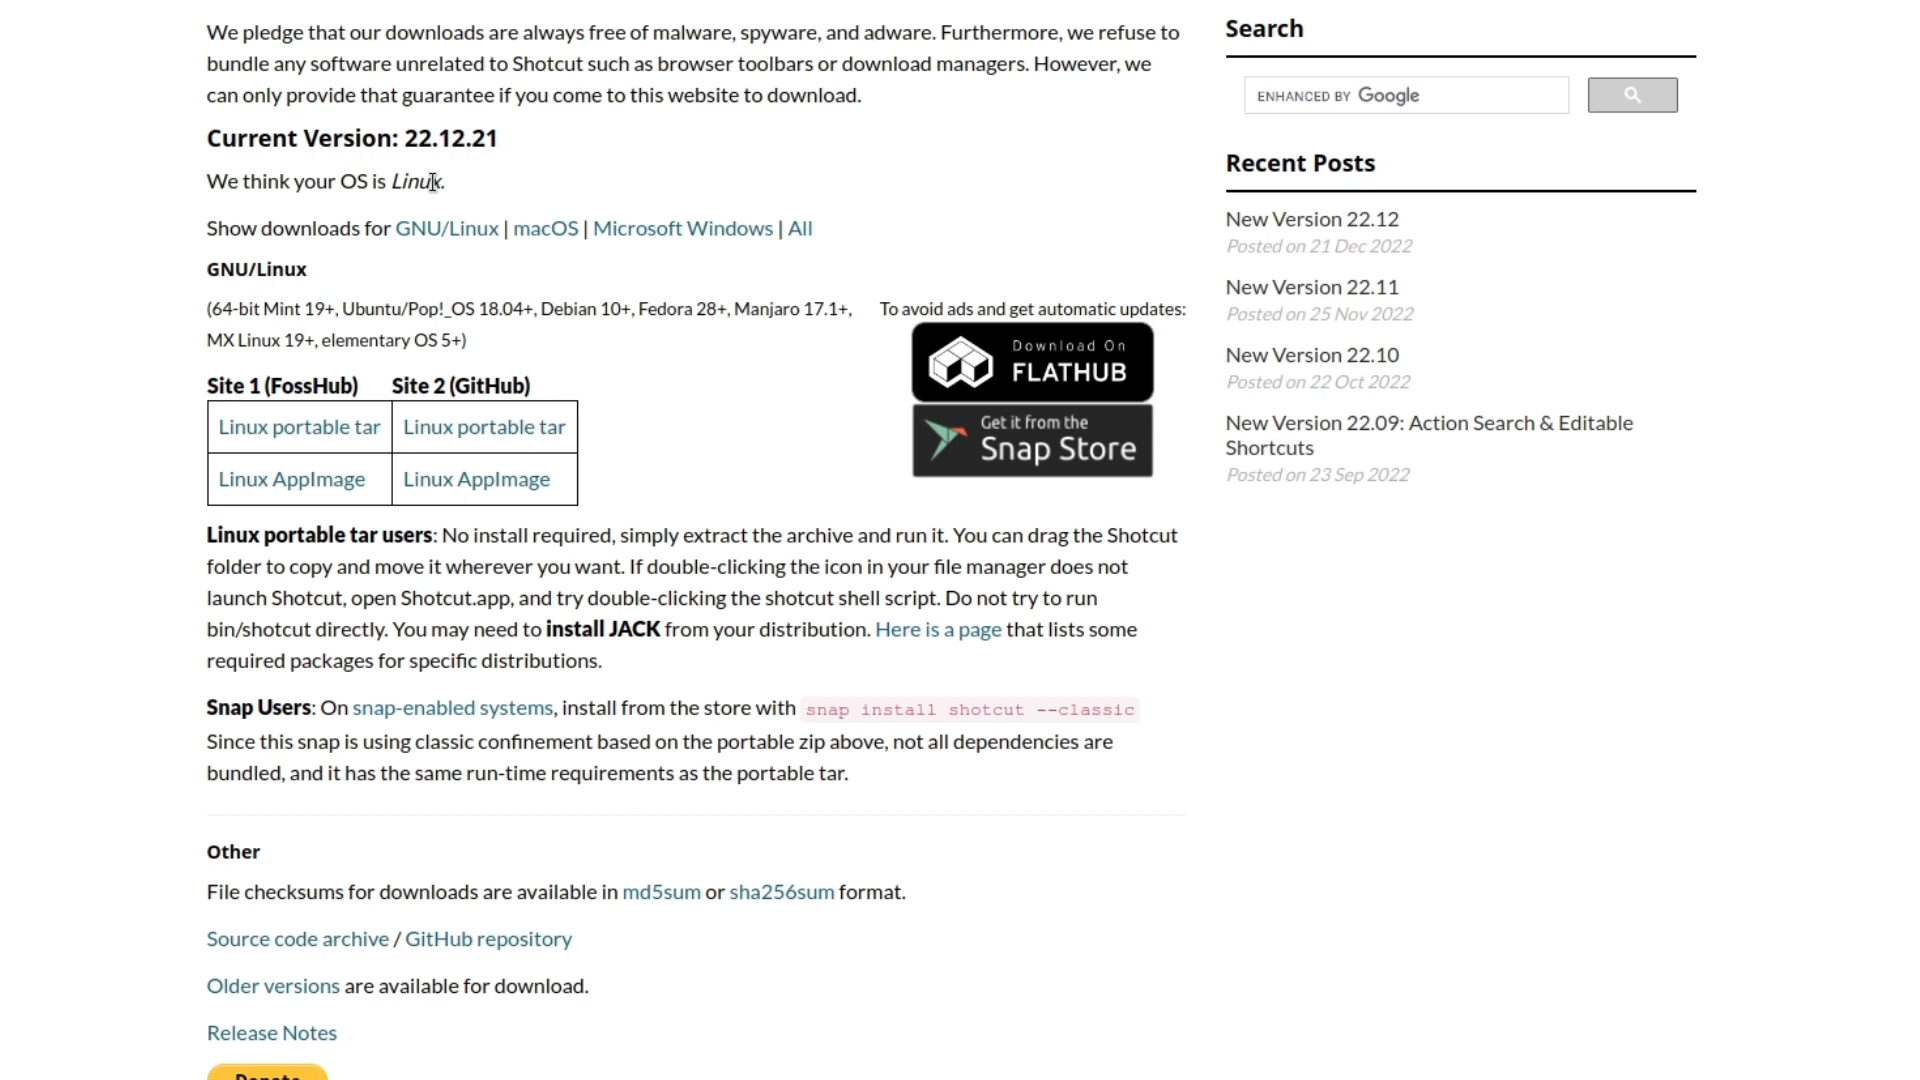 We pledge that our downloads are always free of malware, spyware, and adware. Furthermore, we refuse to
bundle any software unrelated to Shotcut such as browser toolbars or download managers. However, we
can only provide that guarantee if you come to this website to download.
Current Version: 22.12.21
We think your OS is Linux.
Show downloads for GNU/Linux | macOS | Microsoft Windows | All
GNU/Linux
(64-bit Mint 19+, Ubuntu/Pop!_OS 18.04+, Debian 10+, Fedora 28+, Manjaro 17.1+,
MX Linux 19+, elementary OS 5+)
To avoid ads and get automatic updates:
Download On
FLATHUB
Get it from the
Snap Store
Site 1 (FossHub) Site 2 (GitHub)
Linux portable tar Linux portable tar
Linux AppImage Linux AppImage
Linux portable tar users: No install required, simply extract the archive and run it. You can drag the Shotcut
folder to copy and move it wherever you want. If double-clicking the icon in your file manager does not
launch Shotcut, open Shotcut.app, and try double-clicking the shotcut shell script. Do not try to run
bin/shotcut directly. You may need to install JACK from your distribution. Here is a page that lists some
required packages for specific distributions.
Snap Users: On snap-enabled systems, install from the store with snap install shotcut --classic
Since this snap is using classic confinement based on the portable zip above, not all dependencies are
bundled, and it has the same run-time requirements as the portable tar.
Other
File checksums for downloads are available in md5sum or sha256sum format.
Source code archive / GitHub repository
Older versions are available for download.
Release Notes
Donate
Search
ENHANCED BY Google
Recent Posts
New Version 22.12
Posted on 21 Dec 2022
New Version 22.11
Posted on 25 Nov 2022
New Version 22.10
Posted on 22 Oct 2022
New Version 22.09: Action Search & Editable
Shortcuts
Posted on 23 Sep 2022